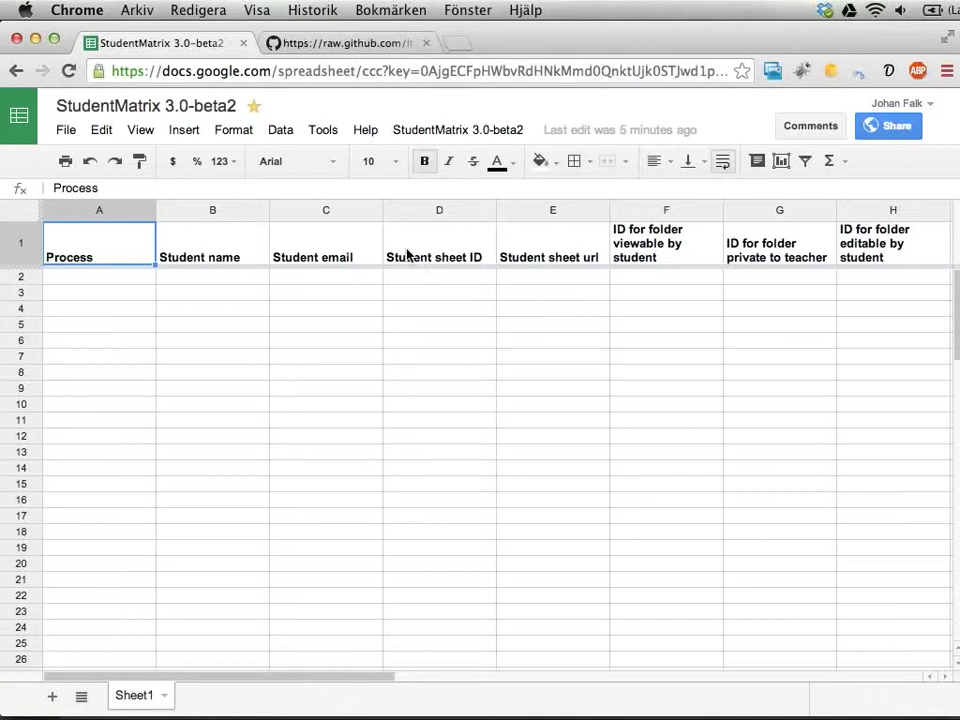 Chrome Arkiv Redigera Visa Historik Bokmärken Fönster Hjälp
StudentMatrix 3.0-beta2 https://raw.github.com/
https://docs.google.com/spreadsheet/ccc?key=0AjgECFpHWbvRdHNkMmd0QnktUjk0STJwd1p... D ABP
StudentMatrix 3.0-beta2 Johan Falk
File Edit View Insert Format Data Tools Help StudentMatrix 3.0-beta2 Last edit was 5 minutes ago Comments Share
$ % 123 Arial 10 B I S A Σ
fx Process
A B C D E F G H
1 Process Student name Student email Student sheet ID Student sheet url ID for folder viewable by student ID for folder private to teacher ID for folder editable by student
2
3
4
5
6
7
8
9
10
11
12
13
14
15
16
17
18
19
20
21
22
23
24
25
26
+ Sheet1